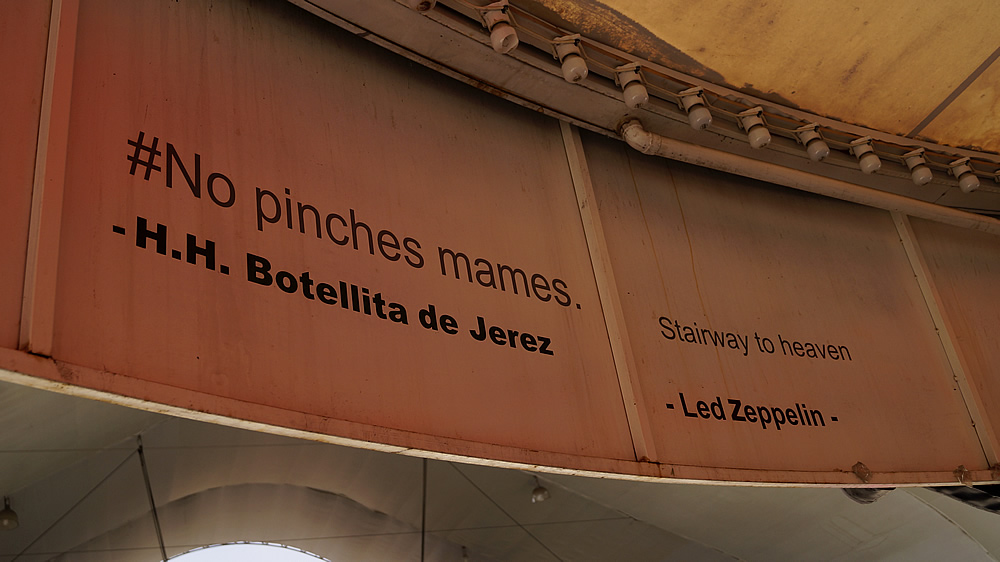 #No pinches mames.
-H.H. Botellita de Jerez
Stairway to heaven
- Led Zeppelin -